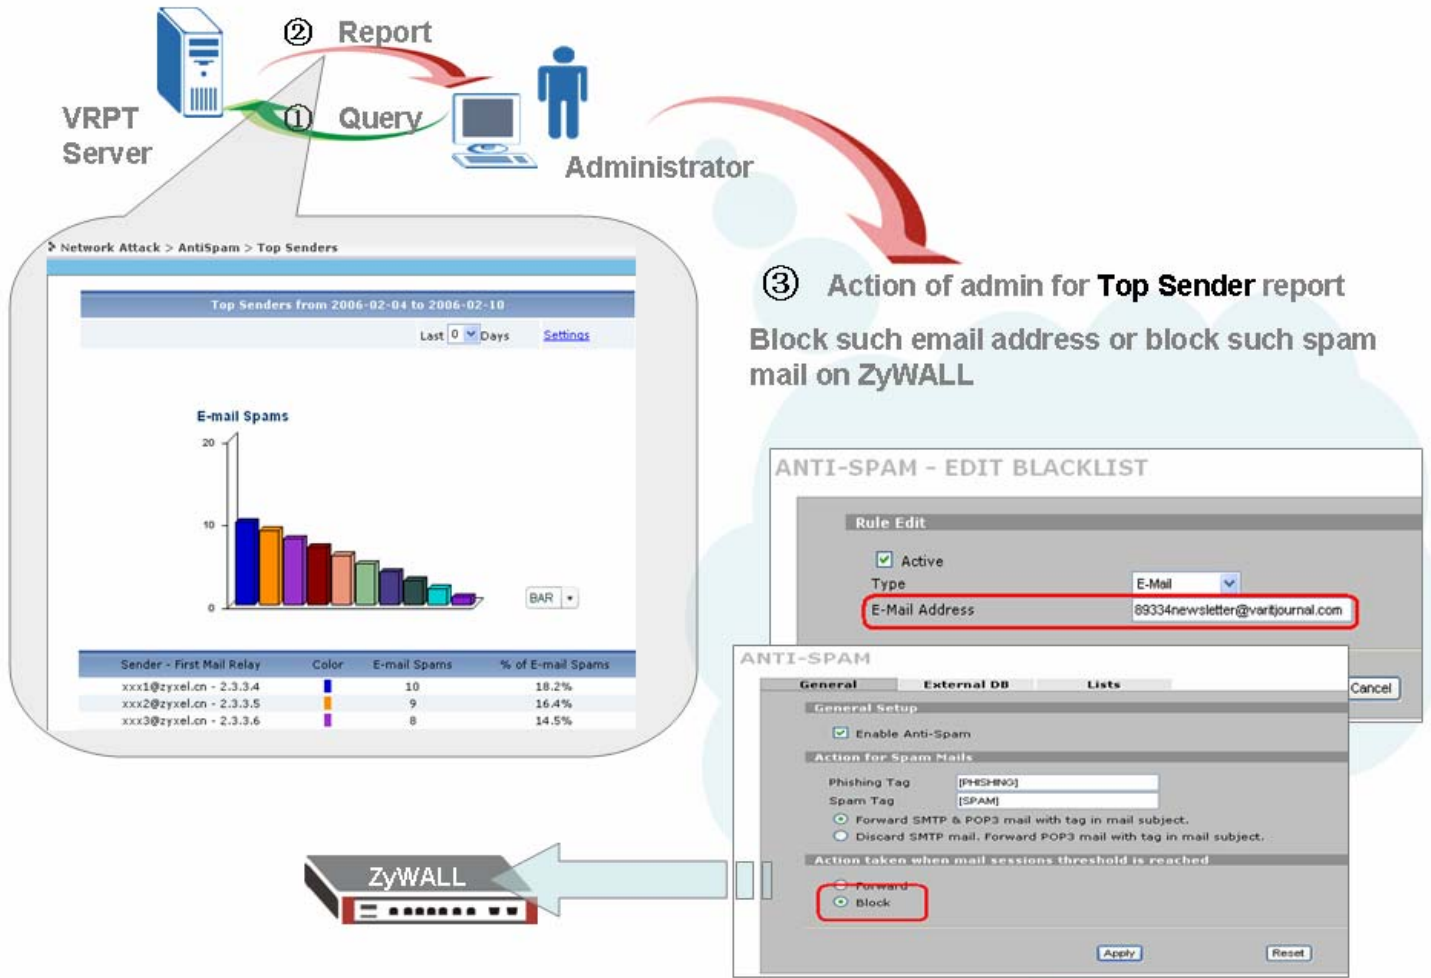 ② Report
① Query
VRPT
Server
Administrator
Network Attack > AntiSpam > Top Senders
Top Senders from 2006-02-04 to 2006-02-10
Last 0 Days Settings
E-mail Spams
20
10
0
BAR
Sender - First Mail Relay Color E-mail Spams % of E-mail Spams
xxx1@zyxel.cn - 2.3.3.4 10 18.2%
xxx2@zyxel.cn - 2.3.3.5 9 16.4%
xxx3@zyxel.cn - 2.3.3.6 8 14.5%
③ Action of admin for Top Sender report
Block such email address or block such spam
mail on ZyWALL
ANTI-SPAM - EDIT BLACKLIST
Rule Edit
Active
Type E-Mail
E-Mail Address 89334newsletter@varitjournal.com
Cancel
ANTI-SPAM
General External DB Lists
General Setup
Enable Anti-Spam
Action for Spam Mails
Phishing Tag [PHISHING]
Spam Tag [SPAM]
Forward SMTP & POP3 mail with tag in mail subject.
Discard SMTP mail. Forward POP3 mail with tag in mail subject.
Action taken when mail sessions threshold is reached
Forward
Block
Apply Reset
ZyWALL